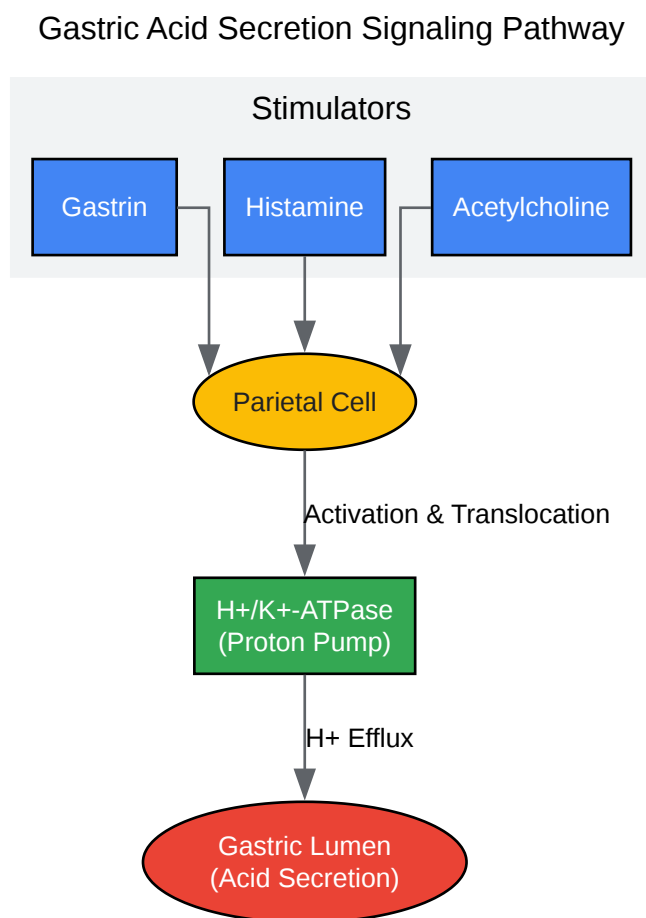 Gastric Acid Secretion Signaling Pathway
Stimulators
Gastrin
Histamine
Acetylcholine
Parietal Cell
Activation & Translocation
H+/K+-ATPase
(Proton Pump)
H+ Efflux
Gastric Lumen
(Acid Secretion)